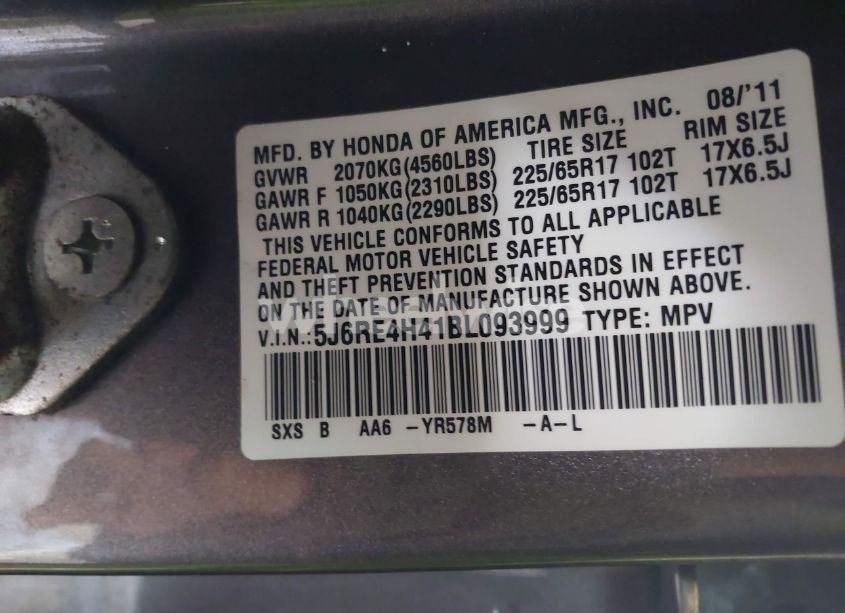 MFD. BY HONDA OF AMERICA MFG., INC. 08/'11
GVWR 2070KG(4560LBS) TIRE SIZE RIM SIZE
GAWR F 1050KG(2310LBS) 225/65R17 102T 17X6.5J
GAWR R 1040KG(2290LBS) 225/65R17 102T 17X6.5J
THIS VEHICLE CONFORMS TO ALL APPLICABLE
FEDERAL MOTOR VEHICLE SAFETY
AND THEFT PREVENTION STANDARDS IN EFFECT
ON THE DATE OF MANUFACTURE SHOWN ABOVE.
V.I.N.:5J6RE4H41BL093999 TYPE: MPV
SXS B AA6 -YR578M -A-L